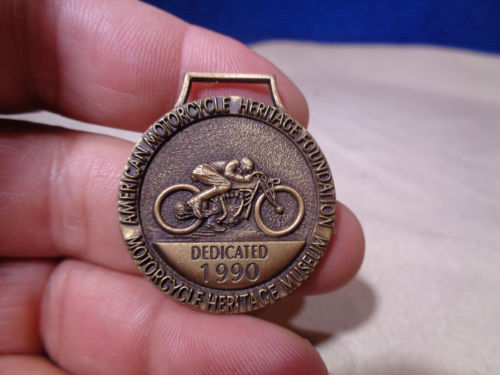 AMERICAN MOTORCYCLE HERITAGE FOUNDATION
DEDICATED
1990
MOTORCYCLE HERITAGE MUSEUM